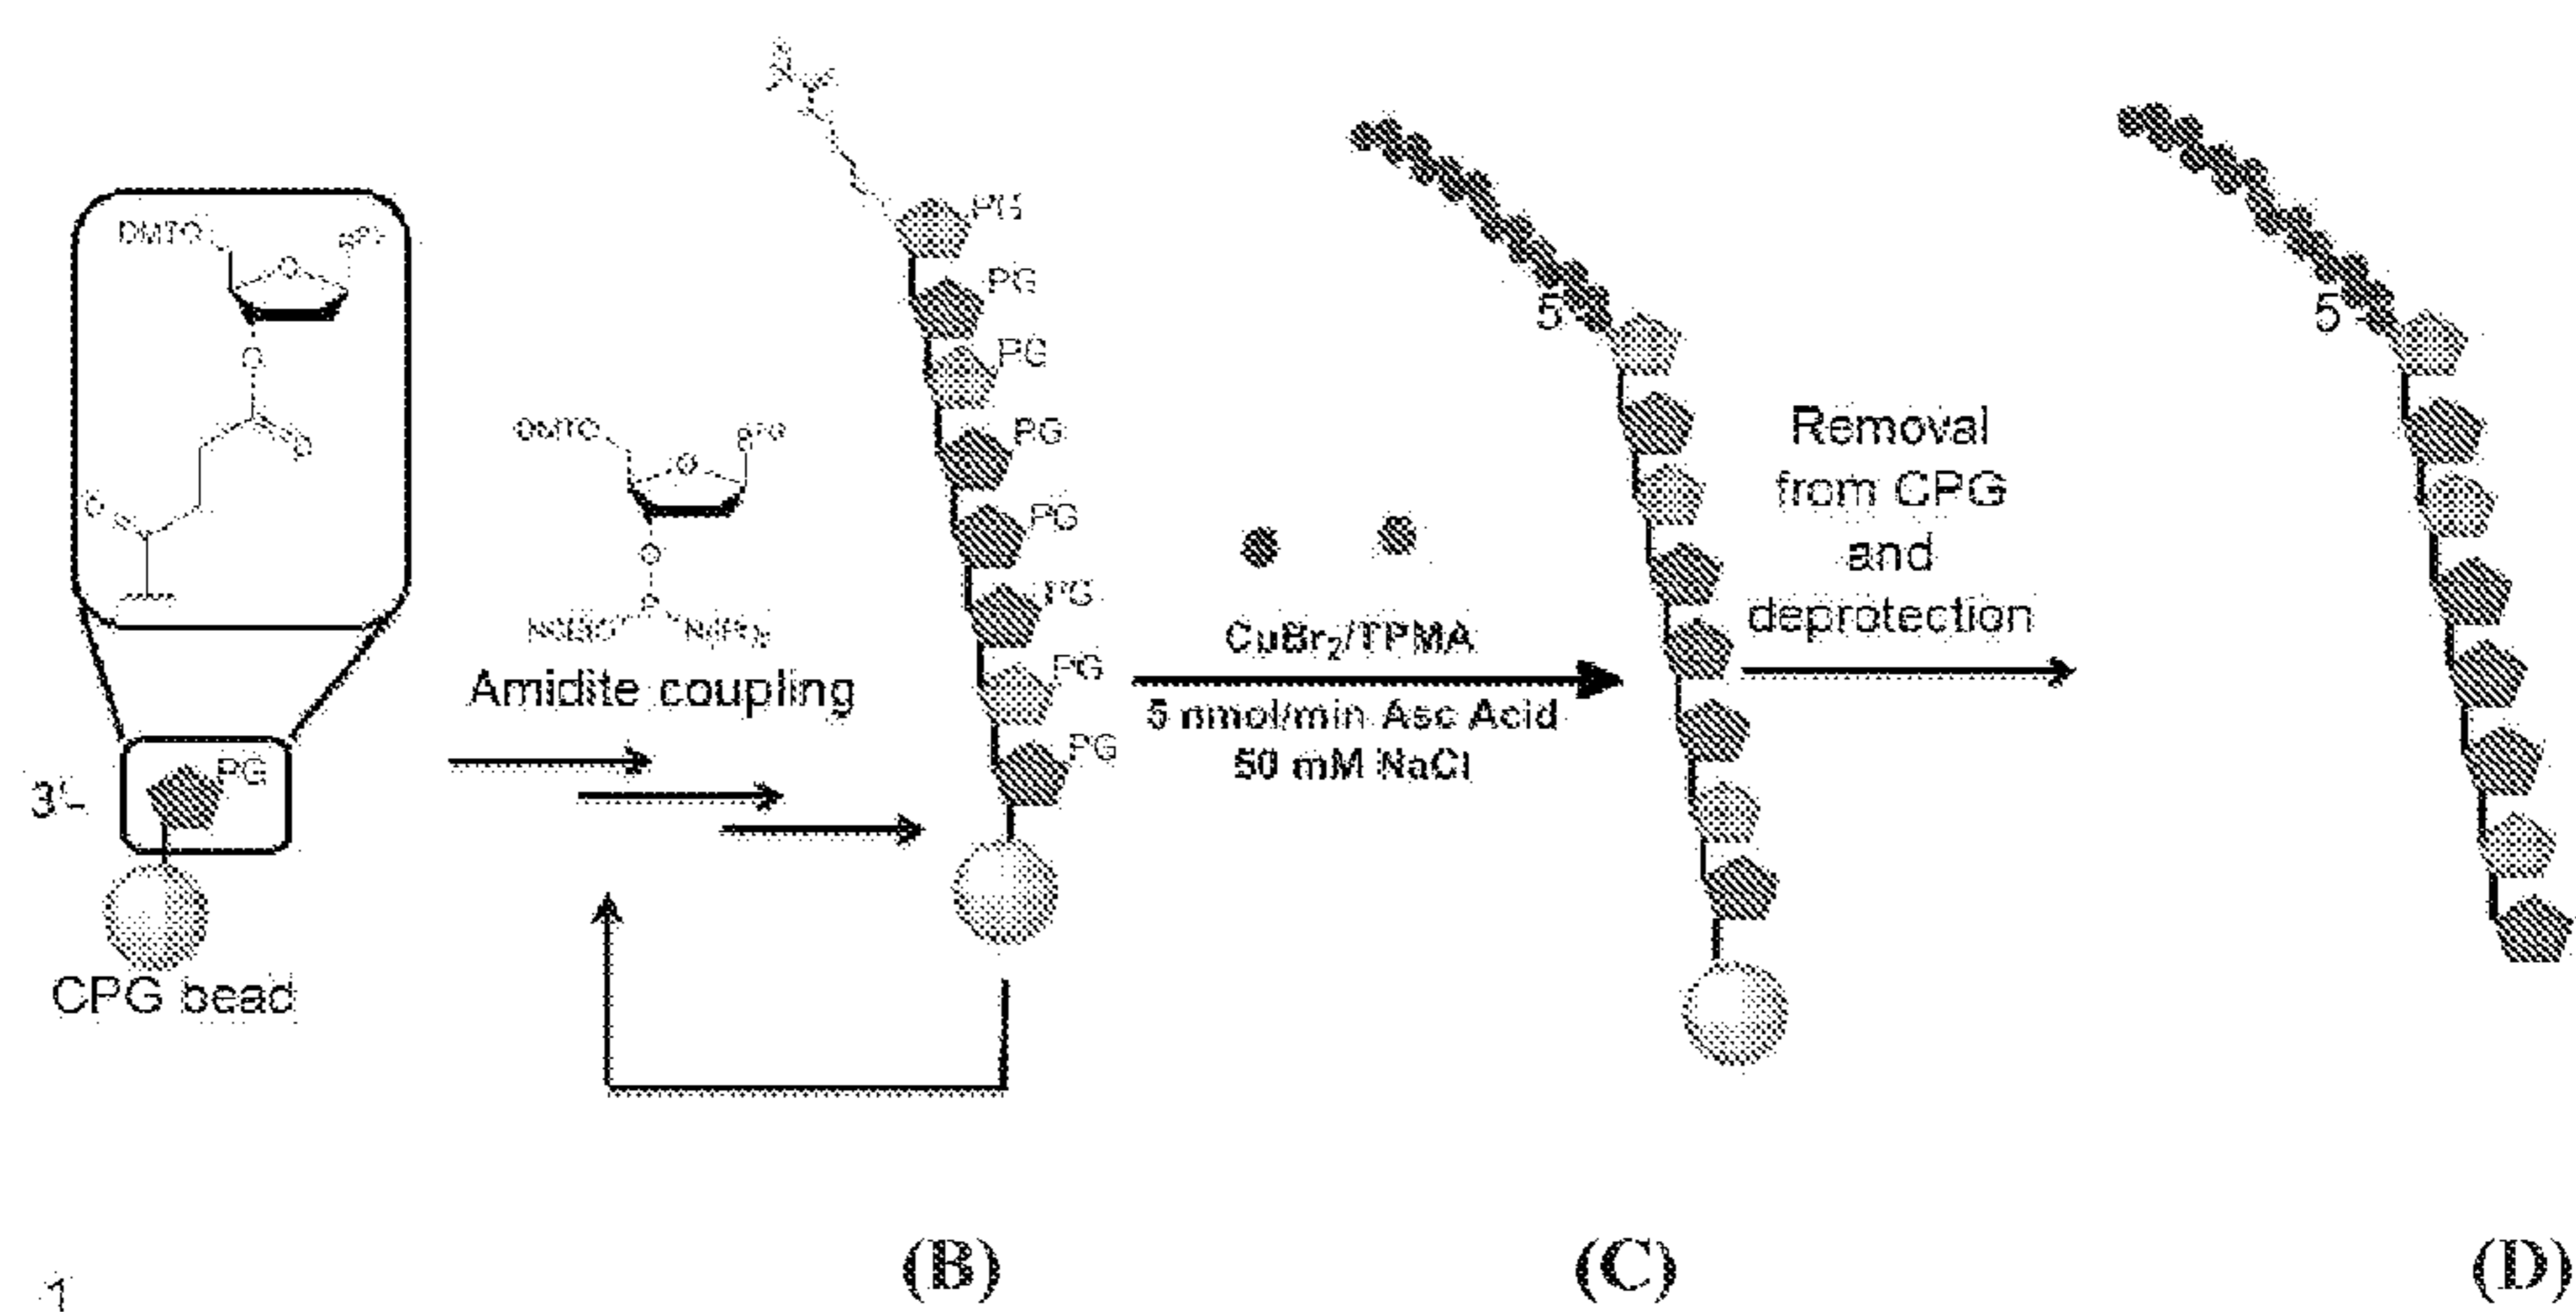 DMTO
O
O
O
O
3'-
PG
CPG bead
DMTO
O
O
P
Amidite coupling
PG
PG
PG
PG
PG
PG
PG
PG
CuBr₂/TPMA
5 nmol/min Asc Acid
50 mM NaCl
5'-
Removal
from CPG
and
deprotection
5'-
(B)
(C)
(D)
1